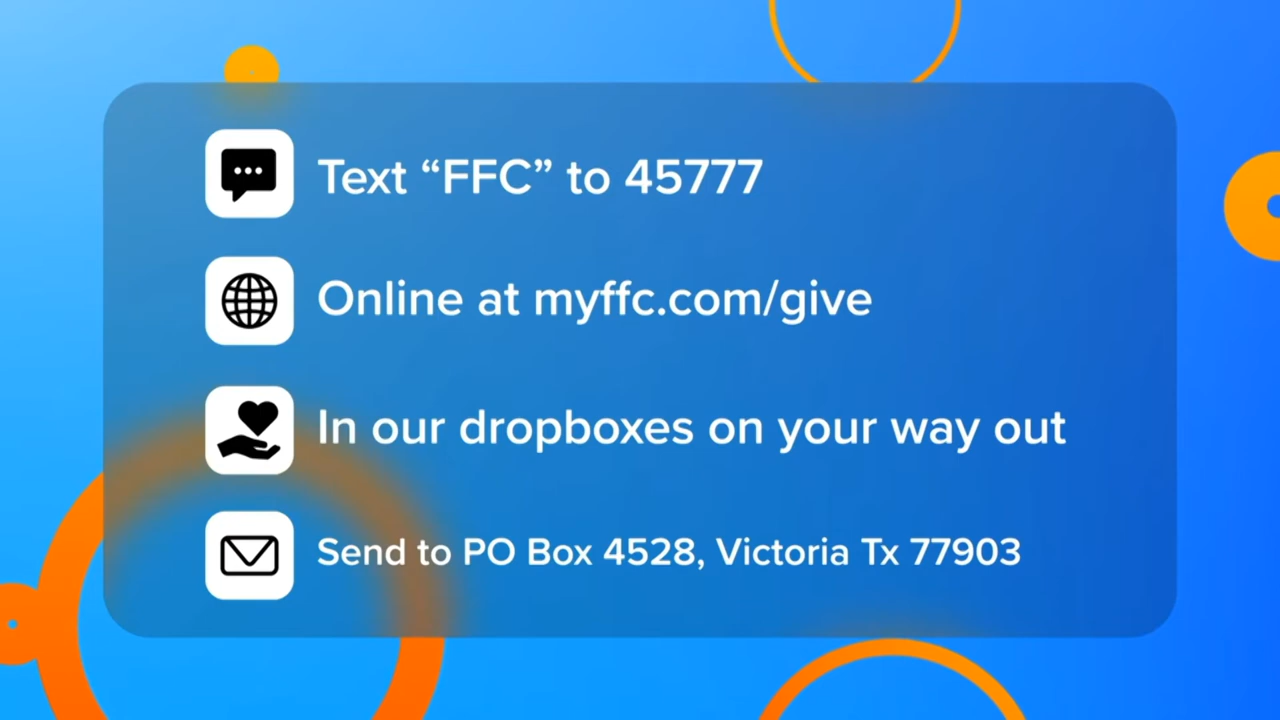 Text “FFC” to 45777
Online at myffc.com/give
In our dropboxes on your way out
Send to PO Box 4528, Victoria Tx 77903